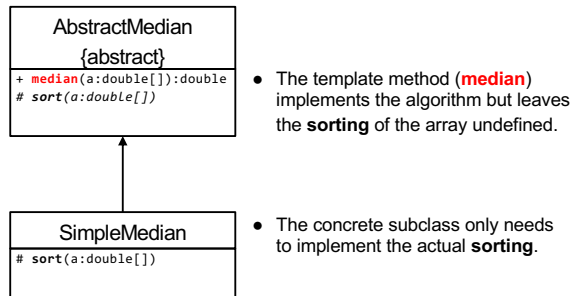 AbstractMedian
{abstract}
+ median(a:double[]):double
# sort(a:double[])
● The template method (median)
implements the algorithm but leaves
the sorting of the array undefined.
SimpleMedian
# sort(a:double[])
● The concrete subclass only needs
to implement the actual sorting.